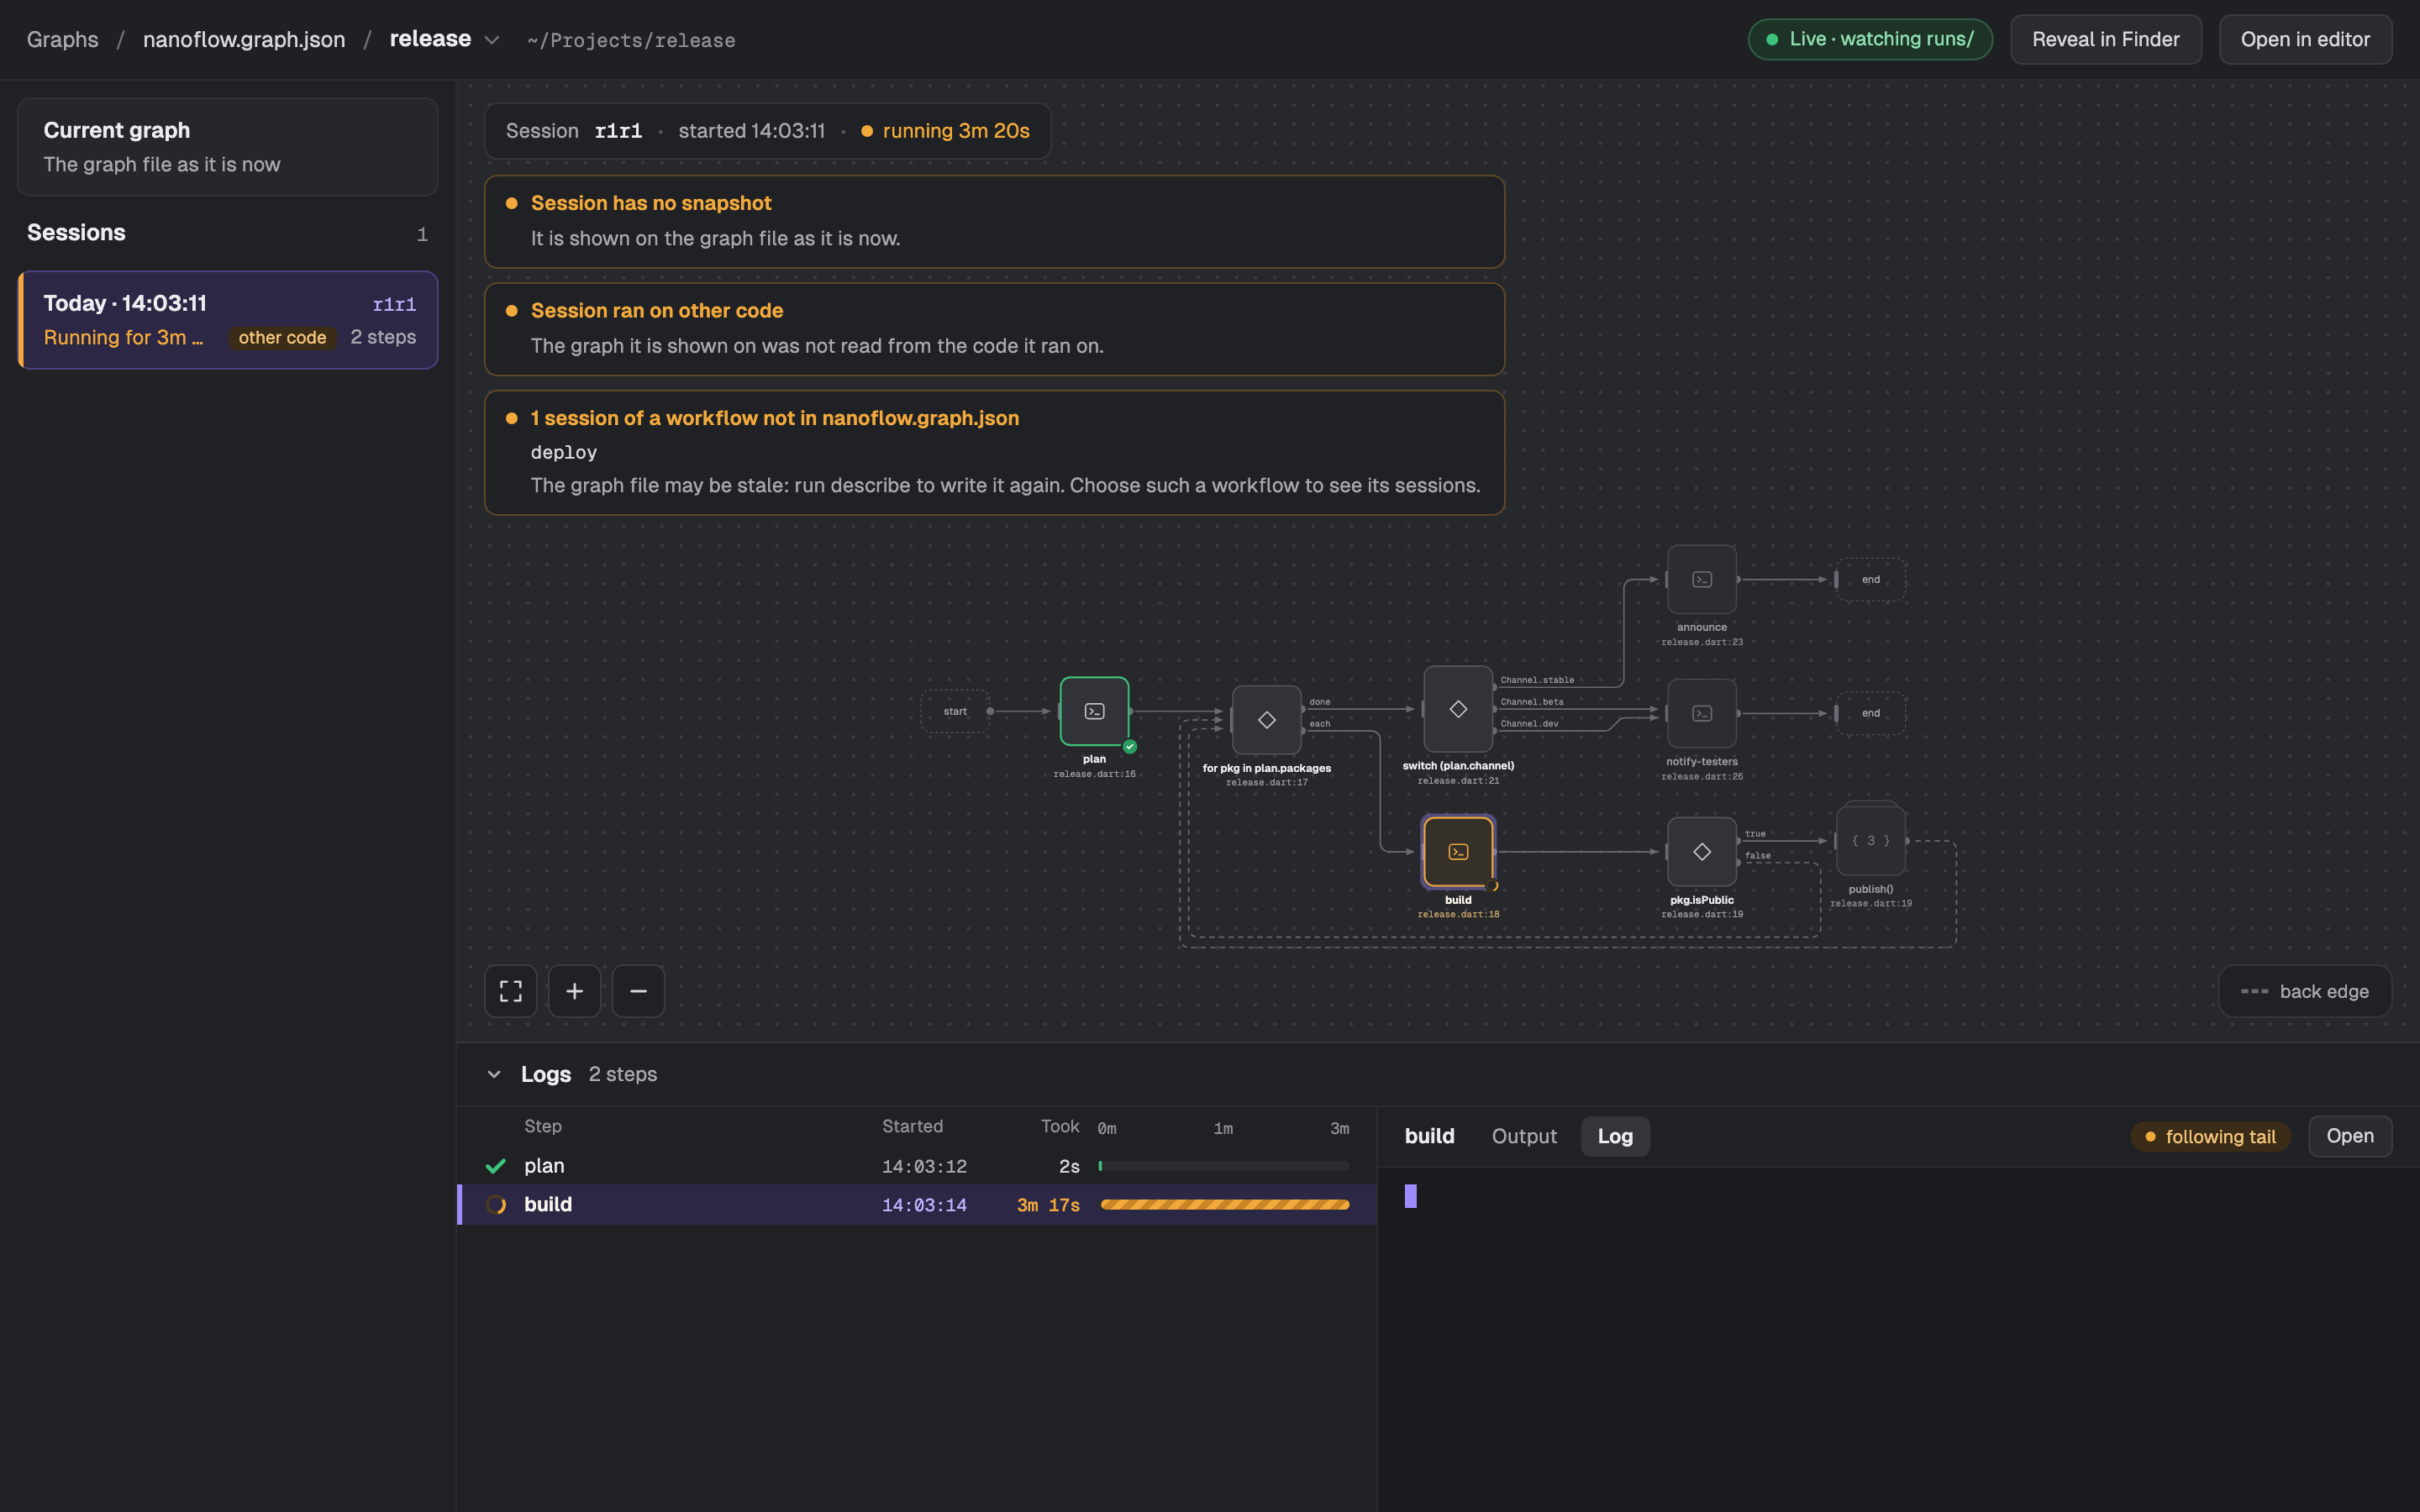 Graphs / nanoflow.graph.json / release ~/Projects/release
Live · watching runs/
Reveal in Finder
Open in editor
Current graph
The graph file as it is now
Sessions 1
Today · 14:03:11 r1r1
Running for 3m ... other code 2 steps
Session r1r1 · started 14:03:11 · running 3m 20s
Session has no snapshot
It is shown on the graph file as it is now.
Session ran on other code
The graph it is shown on was not read from the code it ran on.
1 session of a workflow not in nanoflow.graph.json
deploy
The graph file may be stale: run describe to write it again. Choose such a workflow to see its sessions.
start
plan
release.dart:16
for pkg in plan.packages
release.dart:17
done
each
switch (plan.channel)
release.dart:21
Channel.stable
Channel.beta
Channel.dev
announce
release.dart:23
end
notify-testers
release.dart:26
end
build
release.dart:18
pkg.isPublic
release.dart:19
true
false
{ 3 }
publish()
release.dart:19
back edge
Logs 2 steps
Step Started Took 0m 1m 3m
plan 14:03:12 2s
build 14:03:14 3m 17s
build Output Log
following tail
Open